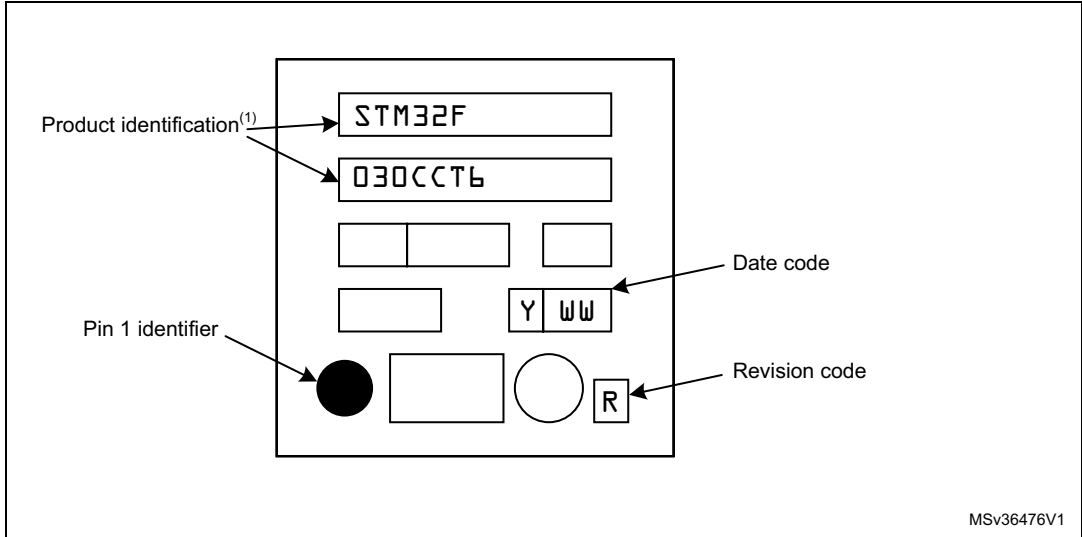 STM32F
Product identification(1)
030CCT6
Date code
Y WW
Pin 1 identifier
Revision code
R
MSv36476V1